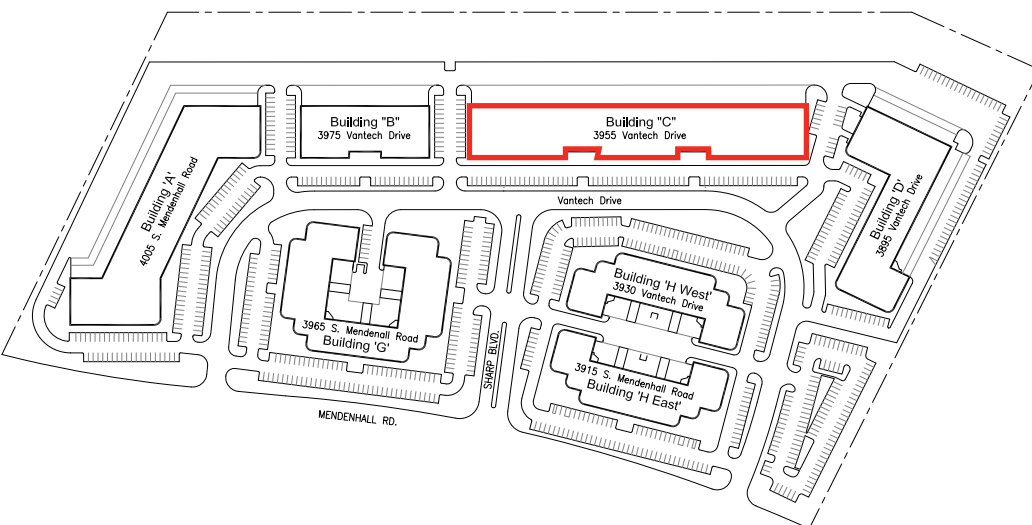 Building "B"
3975 Vantech Drive
Building "C"
3955 Vantech Drive
Building 'A'
4005 S. Mendenhall Road
Building 'D'
3895 Vantech Drive
Vantech Drive
Building 'H West'
3930 Vantech Drive
3965 S. Mendenall Road
Building 'G'
SHARP BLVD.
3915 S. Mendenhall Road
Building 'H East'
MENDENHALL RD.